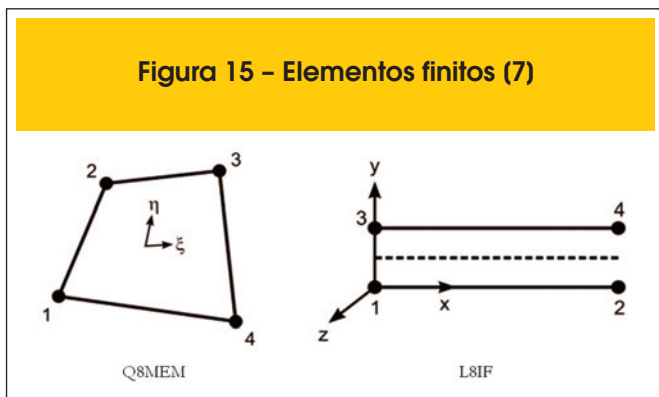 Figura 15 – Elementos finitos (7)
2
3
η
ξ
1
4
Q8MEM
y
3
4
z
1
x
2
L8IF